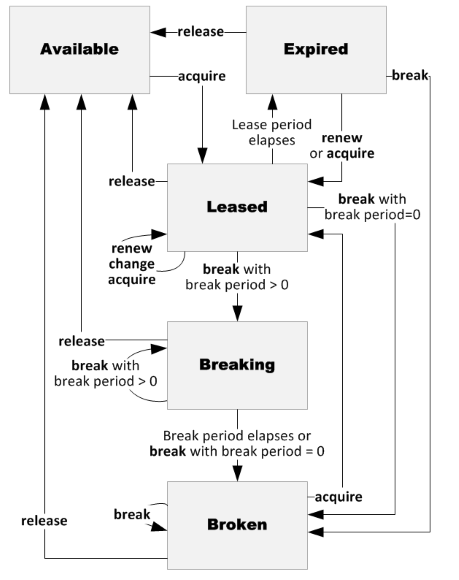 Available
Expired
release
acquire
break
Lease period
elapses
renew
or acquire
release
Leased
break with
break period=0
renew
change
acquire
break with
break period > 0
release
Breaking
break with
break period > 0
Break period elapses or
break with break period = 0
acquire
release
break
Broken